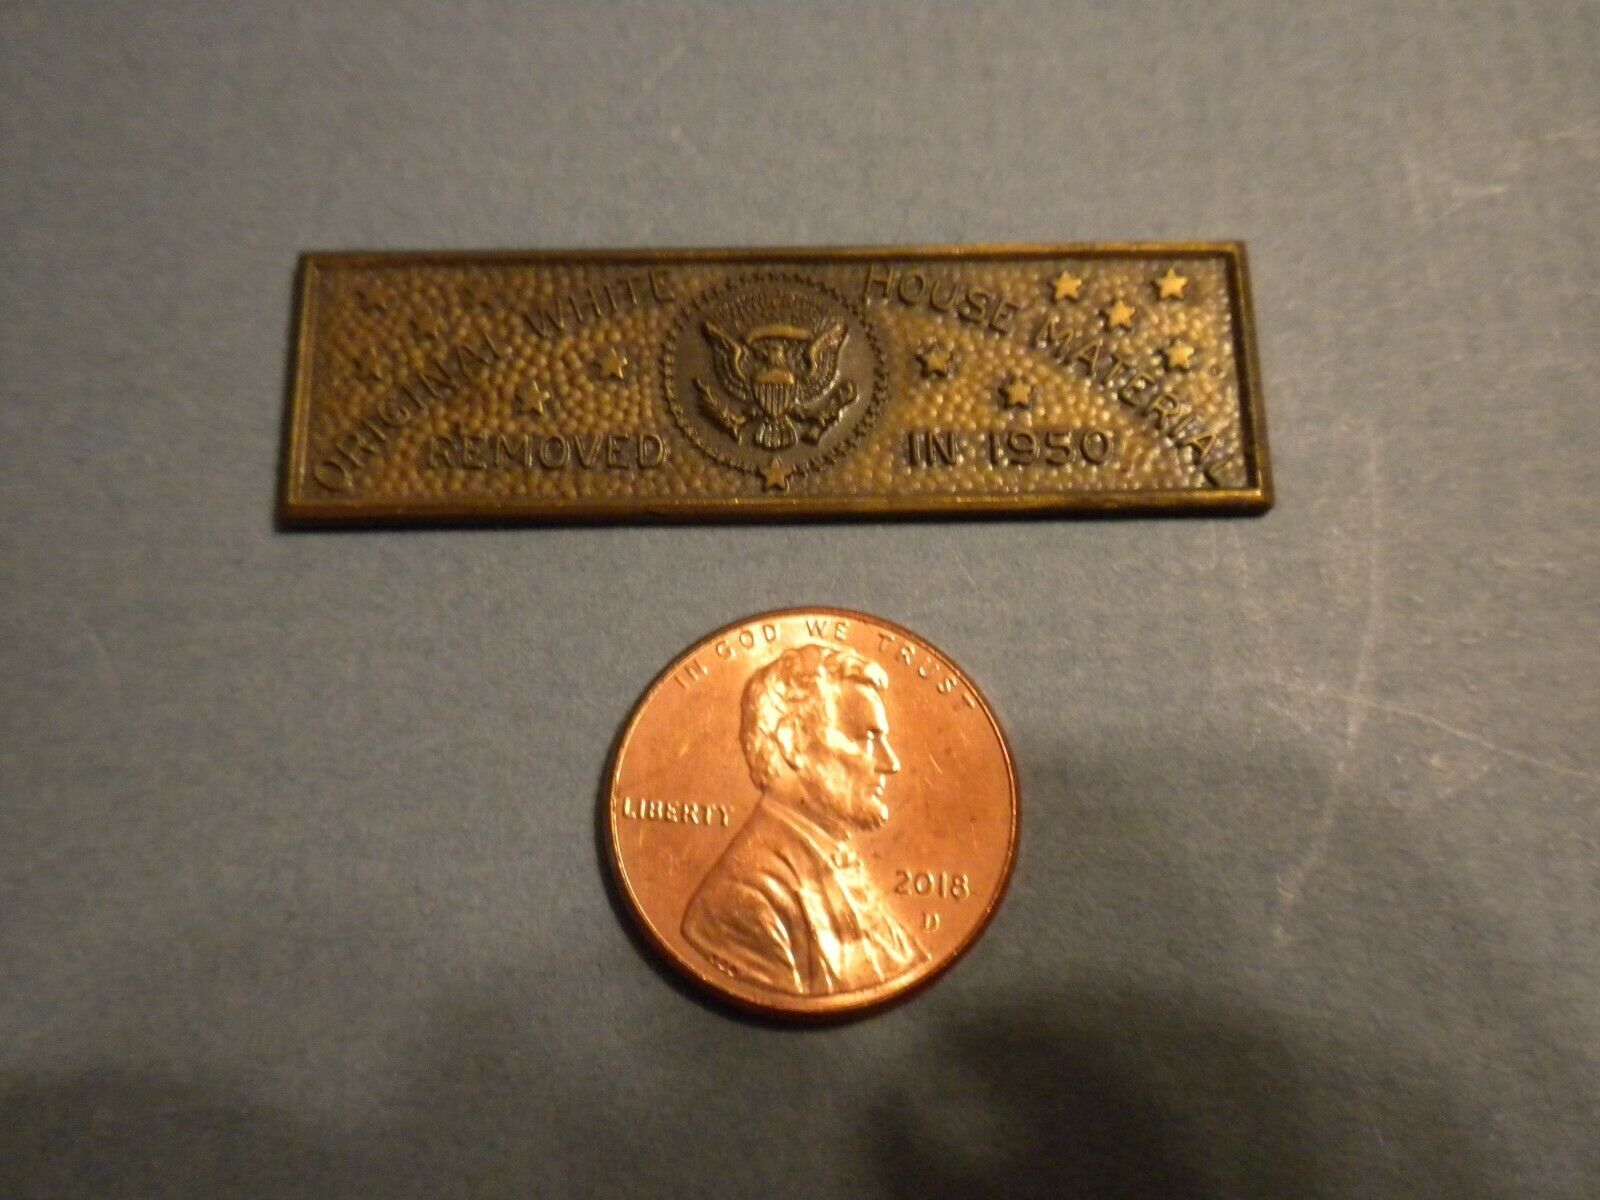 ORIGINAL WHITE HOUSE MATERIAL
REMOVED IN 1950
IN GOD WE TRUST
LIBERTY
2018
D